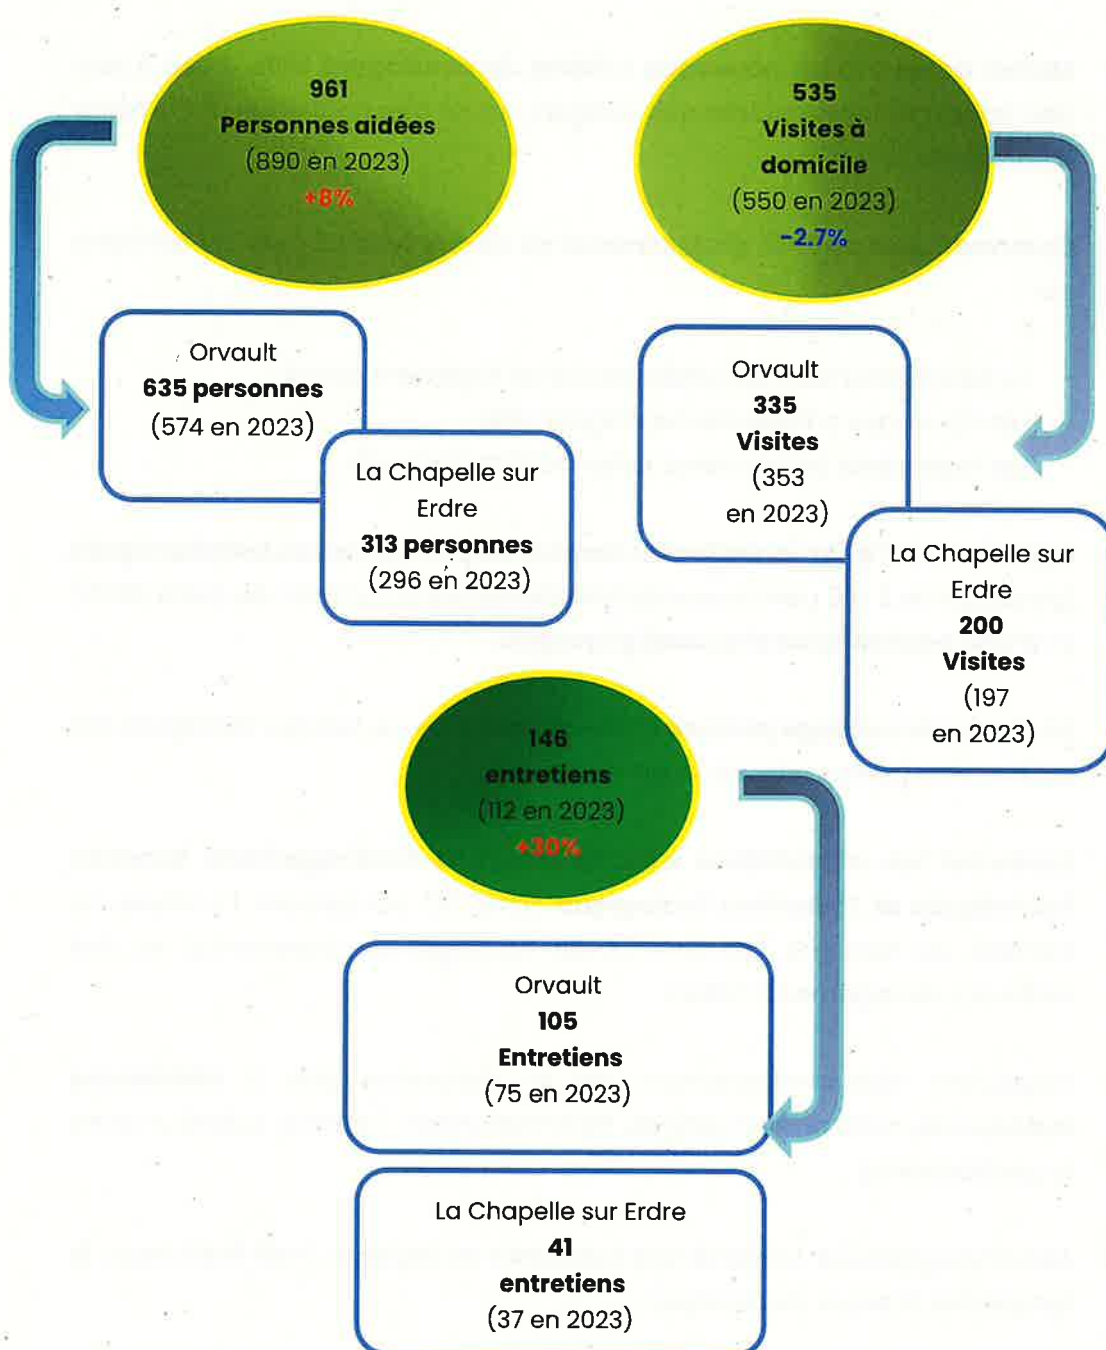 961
Personnes aidées
(890 en 2023)
+8%
Orvault
635 personnes
(574 en 2023)
La Chapelle sur
Erdre
313 personnes
(296 en 2023)
535
Visites à
domicile
(550 en 2023)
-2.7%
Orvault
335
Visites
(353
en 2023)
La Chapelle sur
Erdre
200
Visites
(197
en 2023)
146
entretiens
(112 en 2023)
+30%
Orvault
105
Entretiens
(75 en 2023)
La Chapelle sur Erdre
41
entretiens
(37 en 2023)